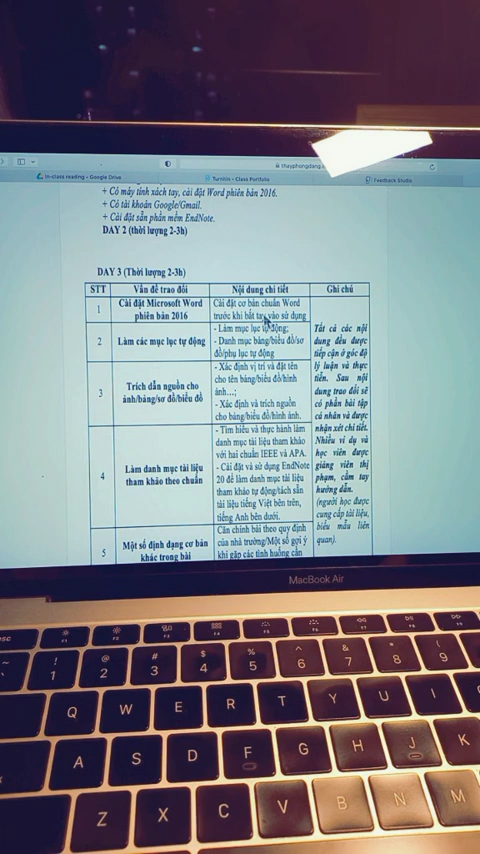 thayphongdang
In-class reading - Google Drive
Turnitin - Class Portfolio
Feedback Studio
+ Có máy tính xách tay, cài đặt Word phiên bản 2016.
+ Có tài khoản Google/Gmail.
+ Cài đặt sẵn phần mềm EndNote.
DAY 2 (thời lượng 2-3h)
DAY 3 (Thời lượng 2-3h)
STT
Vấn đề trao đổi
Nội dung chi tiết
Ghi chú
1
Cài đặt Microsoft Word
phiên bản 2016
Cài đặt cơ bản chuẩn Word
trước khi bắt tay vào sử dụng
2
Làm các mục lục tự động
- Làm mục lục tự động;
- Danh mục bảng/biểu đồ/sơ
đồ/phụ lục tự động
3
Trích dẫn nguồn cho
ảnh/bảng/sơ đồ/biểu đồ
- Xác định vị trí và đặt tên
cho tên bảng/biểu đồ/hình
ảnh...;
- Xác định và trích nguồn
cho bảng/biểu đồ/hình ảnh.
4
Làm danh mục tài liệu
tham khảo theo chuẩn
- Tìm hiểu và thực hành làm
danh mục tài liệu tham khảo
với hai chuẩn IEEE và APA.
- Cài đặt và sử dụng EndNote
20 để làm danh mục tài liệu
tham khảo tự động/tách sẵn
tài liệu tiếng Việt bên trên,
tiếng Anh bên dưới.
5
Một số định dạng cơ bản
khác trong bài
Căn chỉnh bài theo quy định
của nhà trường/Một số gợi ý
khi gặp các tình huống cần
Tất cả các nội
dung đều được
tiếp cận ở góc độ
lý luận và thực
tiễn. Sau nội
dung trao đổi sẽ
có phần bài tập
cá nhân và được
nhận xét chi tiết.
Nhiều ví dụ và
học viên được
giảng viên thị
phạm, cầm tay
hướng dẫn.
(người học được
cung cấp tài liệu,
biểu mẫu liên
quan).
MacBook Air
esc F1 F2 F3 F4 F5 F6 F7 F8 F9
~ ! @ # $ % ^ & * (
1 2 3 4 5 6 7 8 9
Q W E R T Y U I
A S D F G H J K
Z X C V B N M